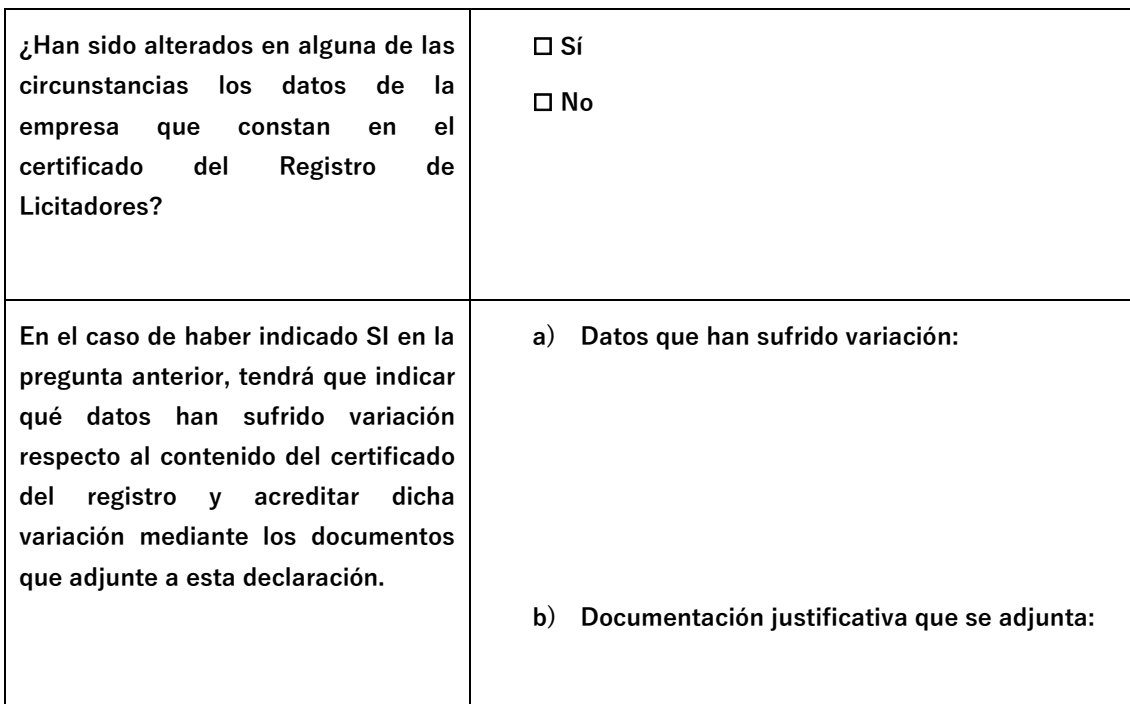 ¿Han sido alterados en alguna de las
circunstancias los datos de la
empresa que constan en el
certificado del Registro de
Licitadores?
☐ Sí
☐ No
En el caso de haber indicado SI en la
pregunta anterior, tendrá que indicar
qué datos han sufrido variación
respecto al contenido del certificado
del registro y acreditar dicha
variación mediante los documentos
que adjunte a esta declaración.
a) Datos que han sufrido variación:
b) Documentación justificativa que se adjunta: